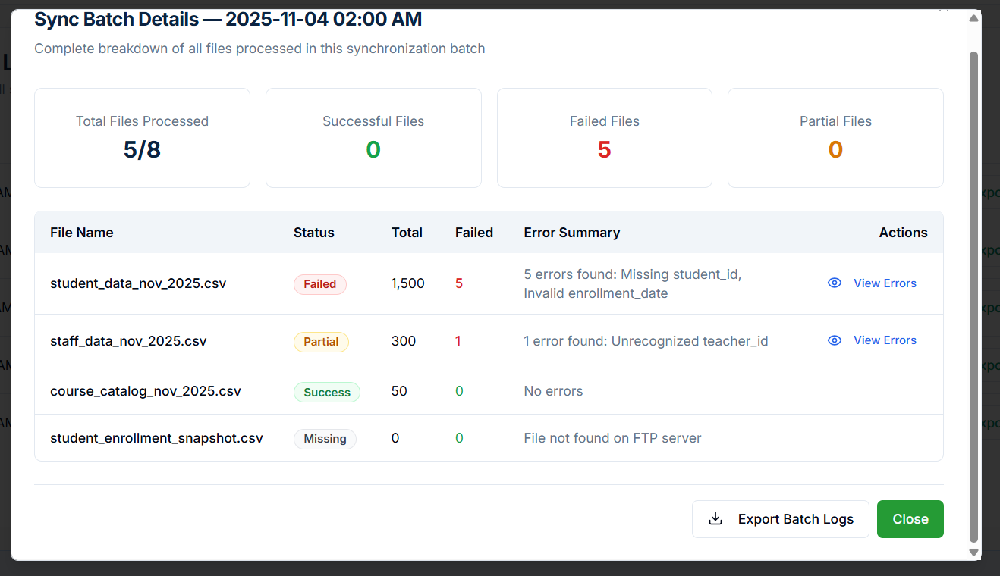 Sync Batch Details — 2025-11-04 02:00 AM
Complete breakdown of all files processed in this synchronization batch
Total Files Processed
5/8
Successful Files
0
Failed Files
5
Partial Files
0
File Name Status Total Failed Error Summary Actions
student_data_nov_2025.csv Failed 1,500 5 5 errors found: Missing student_id,
Invalid enrollment_date View Errors
staff_data_nov_2025.csv Partial 300 1 1 error found: Unrecognized teacher_id View Errors
course_catalog_nov_2025.csv Success 50 0 No errors
student_enrollment_snapshot.csv Missing 0 0 File not found on FTP server
Export Batch Logs Close